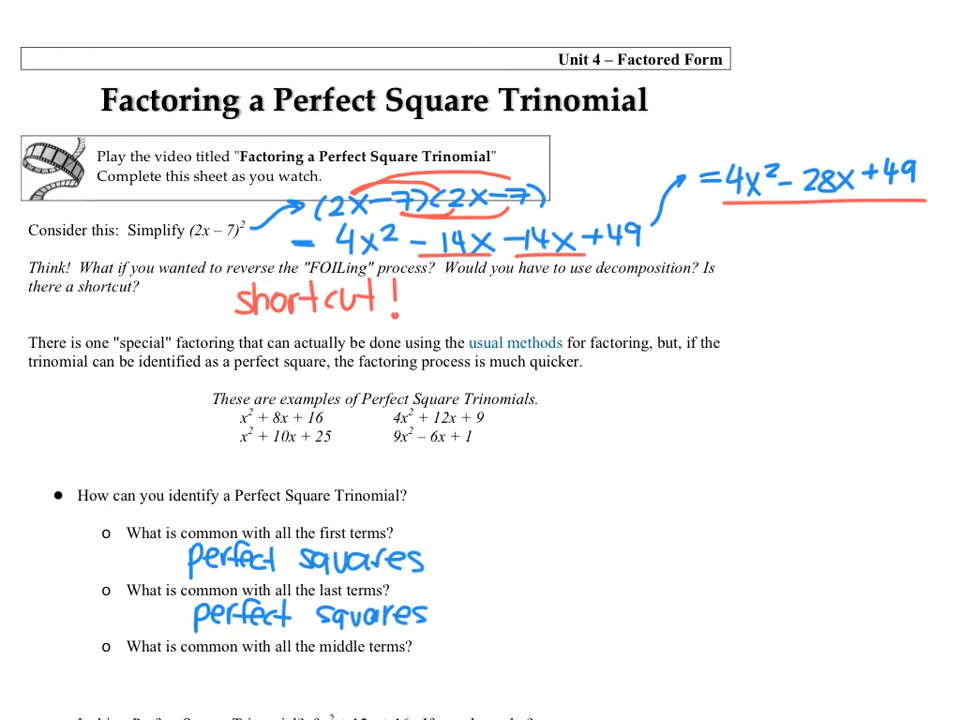 Unit 4 – Factored Form
Factoring a Perfect Square Trinomial
Play the video titled "Factoring a Perfect Square Trinomial"
Complete this sheet as you watch.
= 4x² - 28x + 49
(2x-7)(2x-7)
Consider this: Simplify (2x – 7)²
= 4x² - 14x - 14x + 49
Think! What if you wanted to reverse the "FOILing" process? Would you have to use decomposition? Is
there a shortcut?
shortcut!
There is one "special" factoring that can actually be done using the usual methods for factoring, but, if the
trinomial can be identified as a perfect square, the factoring process is much quicker.
These are examples of Perfect Square Trinomials.
x² + 8x + 16 4x² + 12x + 9
x² + 10x + 25 9x² – 6x + 1
● How can you identify a Perfect Square Trinomial?
o What is common with all the first terms?
perfect squares
o What is common with all the last terms?
perfect squares
o What is common with all the middle terms?